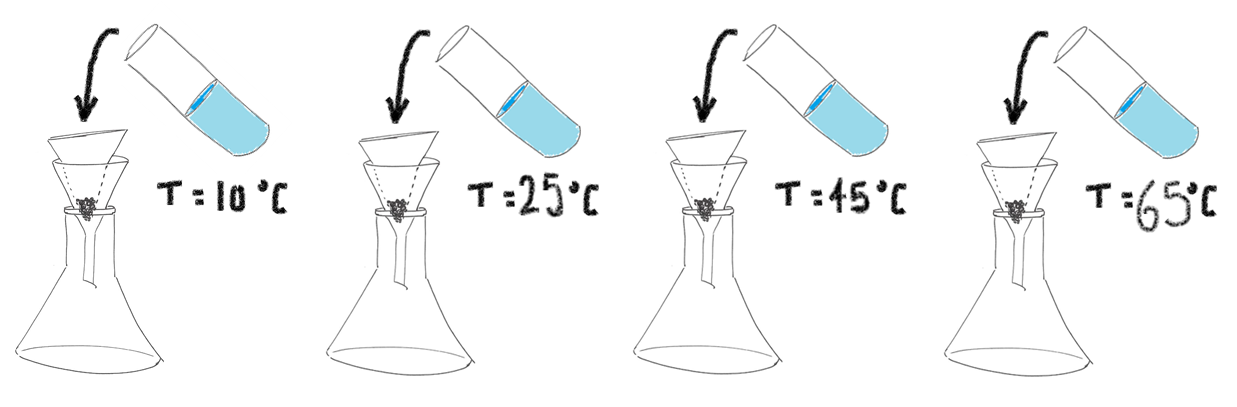 T = 10 °C
T = 25 °C
T = 45 °C
T = 65 °C